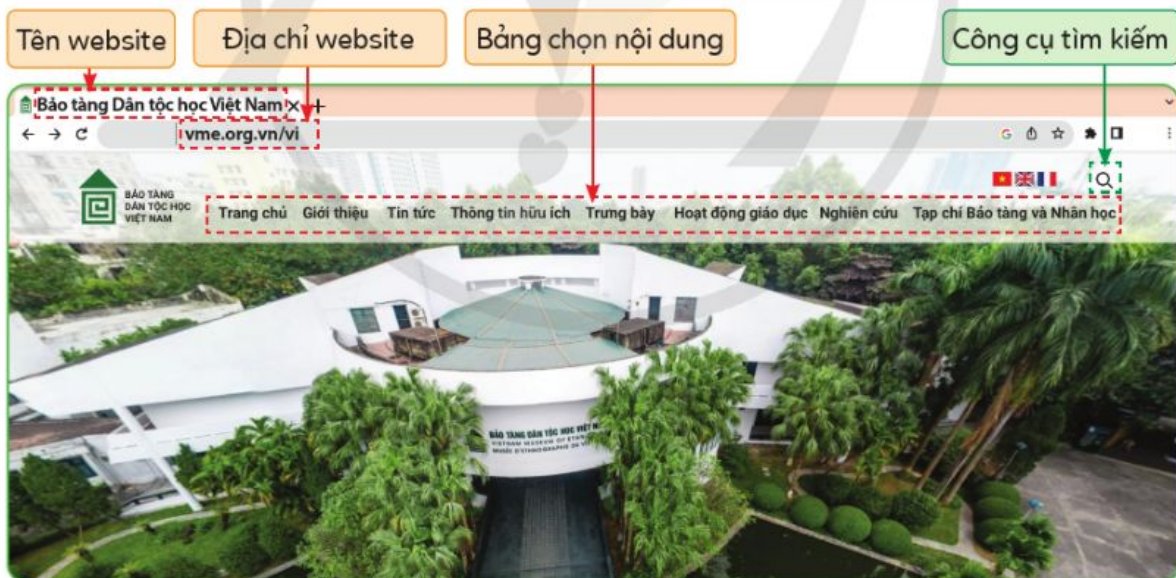 Tên website
Địa chỉ website
Bảng chọn nội dung
Công cụ tìm kiếm
Bảo tàng Dân tộc học Việt Nam
vme.org.vn/vi
BẢO TÀNG
DÂN TỘC HỌC
VIỆT NAM
Trang chủ Giới thiệu Tin tức Thông tin hữu ích Trưng bày Hoạt động giáo dục Nghiên cứu Tạp chí Bảo tàng và Nhân học
BẢO TÀNG DÂN TỘC HỌC VIỆT
VIETNAM MUSEUM OF